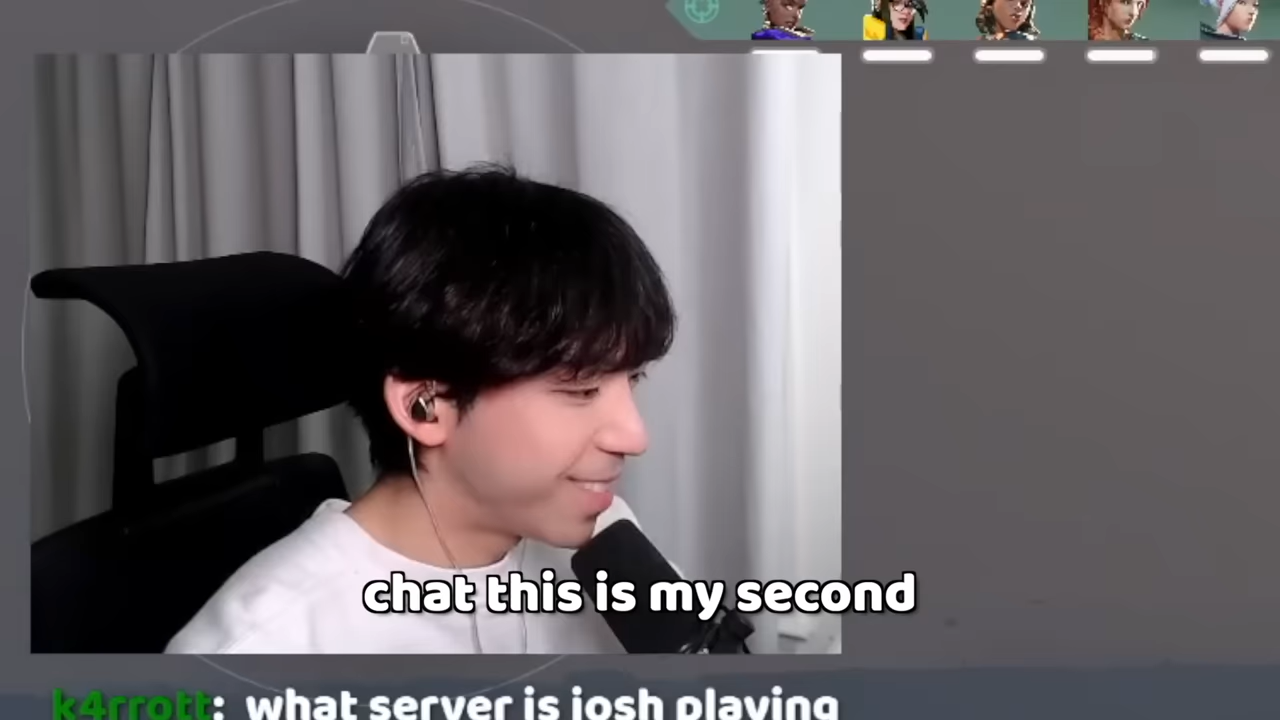 chat this is my second
k4rrott: what server is josh playing